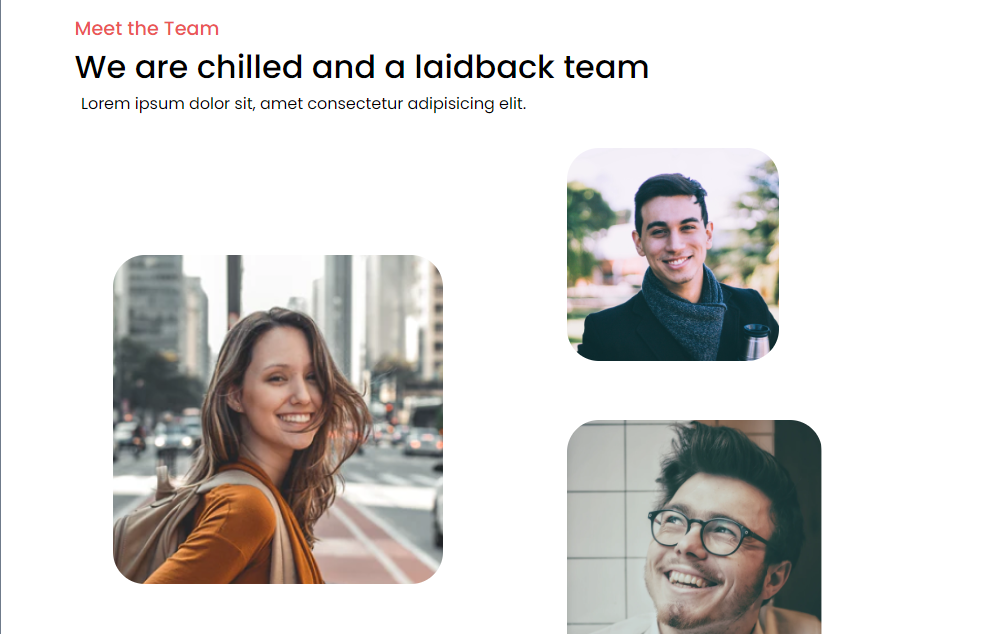 Meet the Team
We are chilled and a laidback team
Lorem ipsum dolor sit, amet consectetur adipisicing elit.